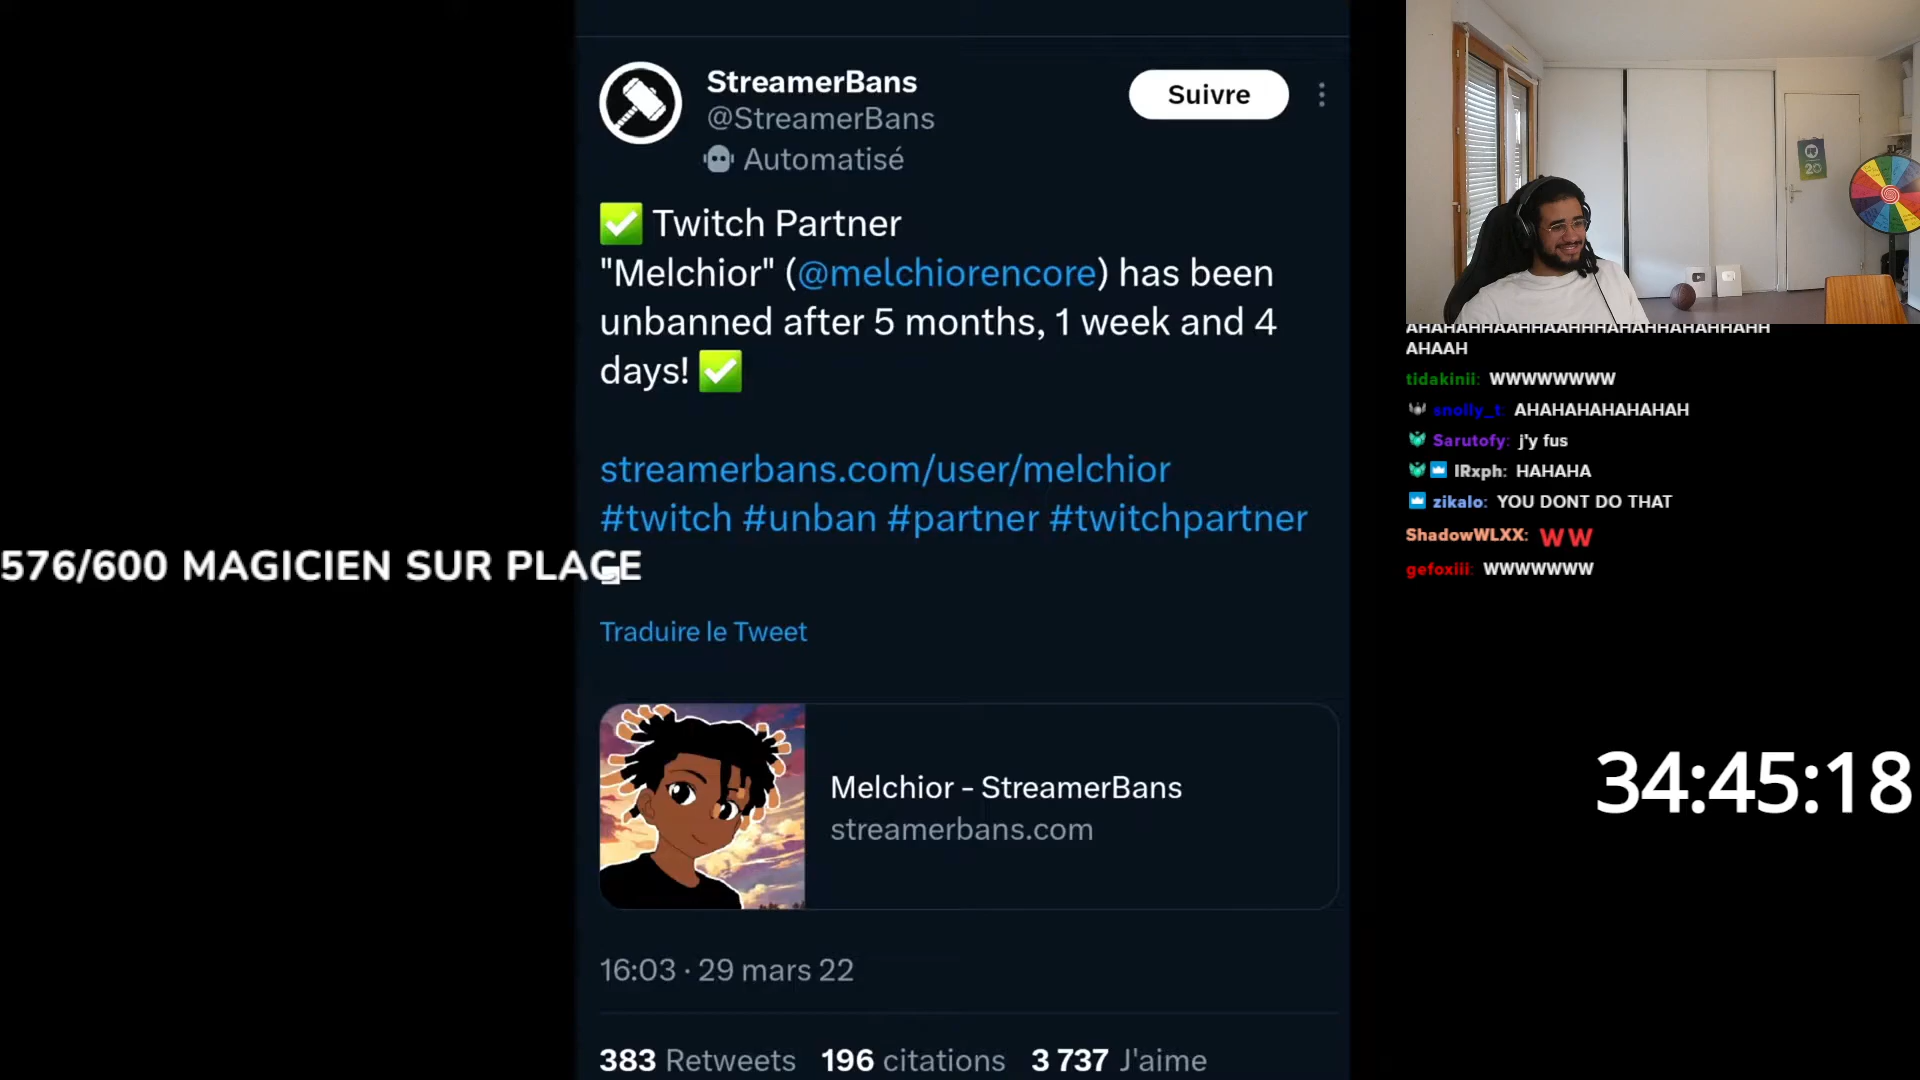 StreamerBans
@StreamerBans
Automatisé
Suivre
✅ Twitch Partner
"Melchior" (@melchiorencore) has been
unbanned after 5 months, 1 week and 4
days! ✅
streamerbans.com/user/melchior
#twitch #unban #partner #twitchpartner
576/600 MAGICIEN SUR PLACE
Traduire le Tweet
Melchior - StreamerBans
streamerbans.com
16:03 · 29 mars 22
383 Retweets 196 citations 3 737 J'aime
20
AHAAH
tidakinii: WWWWWWWW
snolly_t: AHAHAHAHAHAHAH
Sarutofy: j'y fus
IRxph: HAHAHA
zikalo: YOU DONT DO THAT
ShadowWLXX: WW
gefoxiii: WWWWWWW
34:45:18